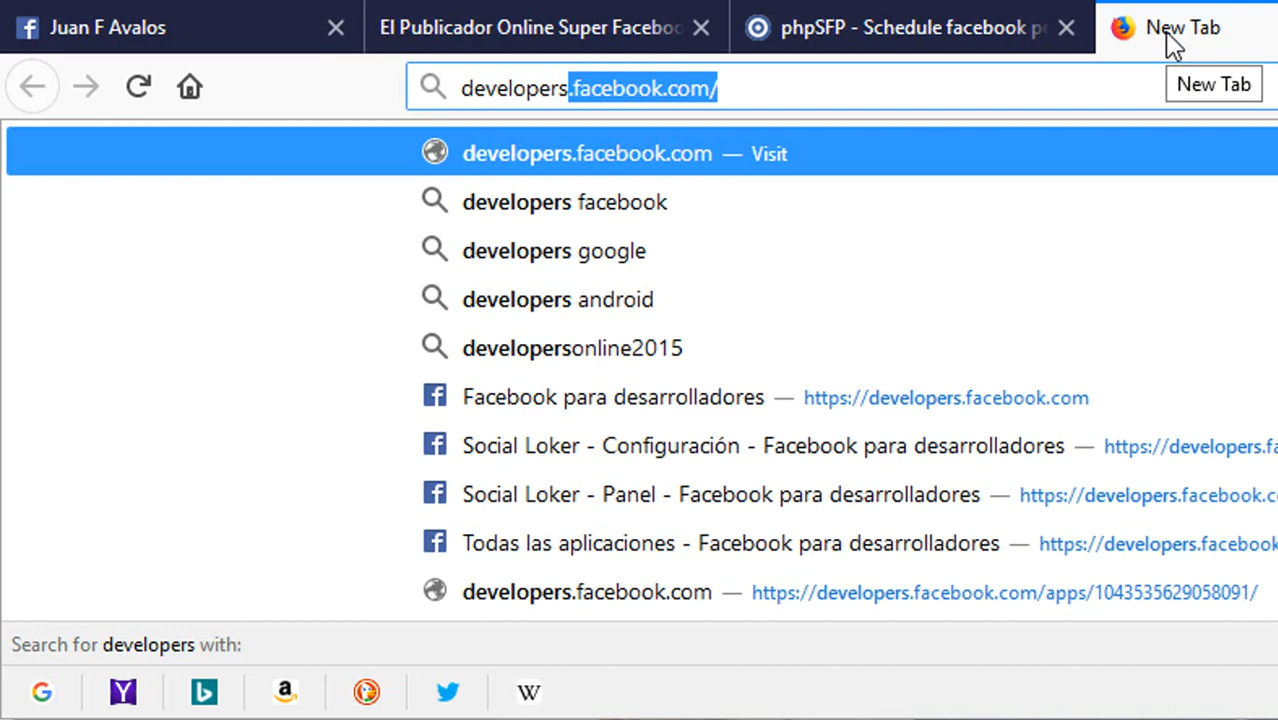 Juan F Avalos
El Publicador Online Super Faceboo
phpSFP - Schedule facebook po
New Tab
developers.facebook.com/
New Tab
developers.facebook.com — Visit
developers facebook
developers google
developers android
developersonline2015
Facebook para desarrolladores — https://developers.facebook.com
Social Loker - Configuración - Facebook para desarrolladores — https://developers.fa
Social Loker - Panel - Facebook para desarrolladores — https://developers.facebook.c
Todas las aplicaciones - Facebook para desarrolladores — https://developers.facebook
developers.facebook.com — https://developers.facebook.com/apps/1043535629058091/
Search for developers with: